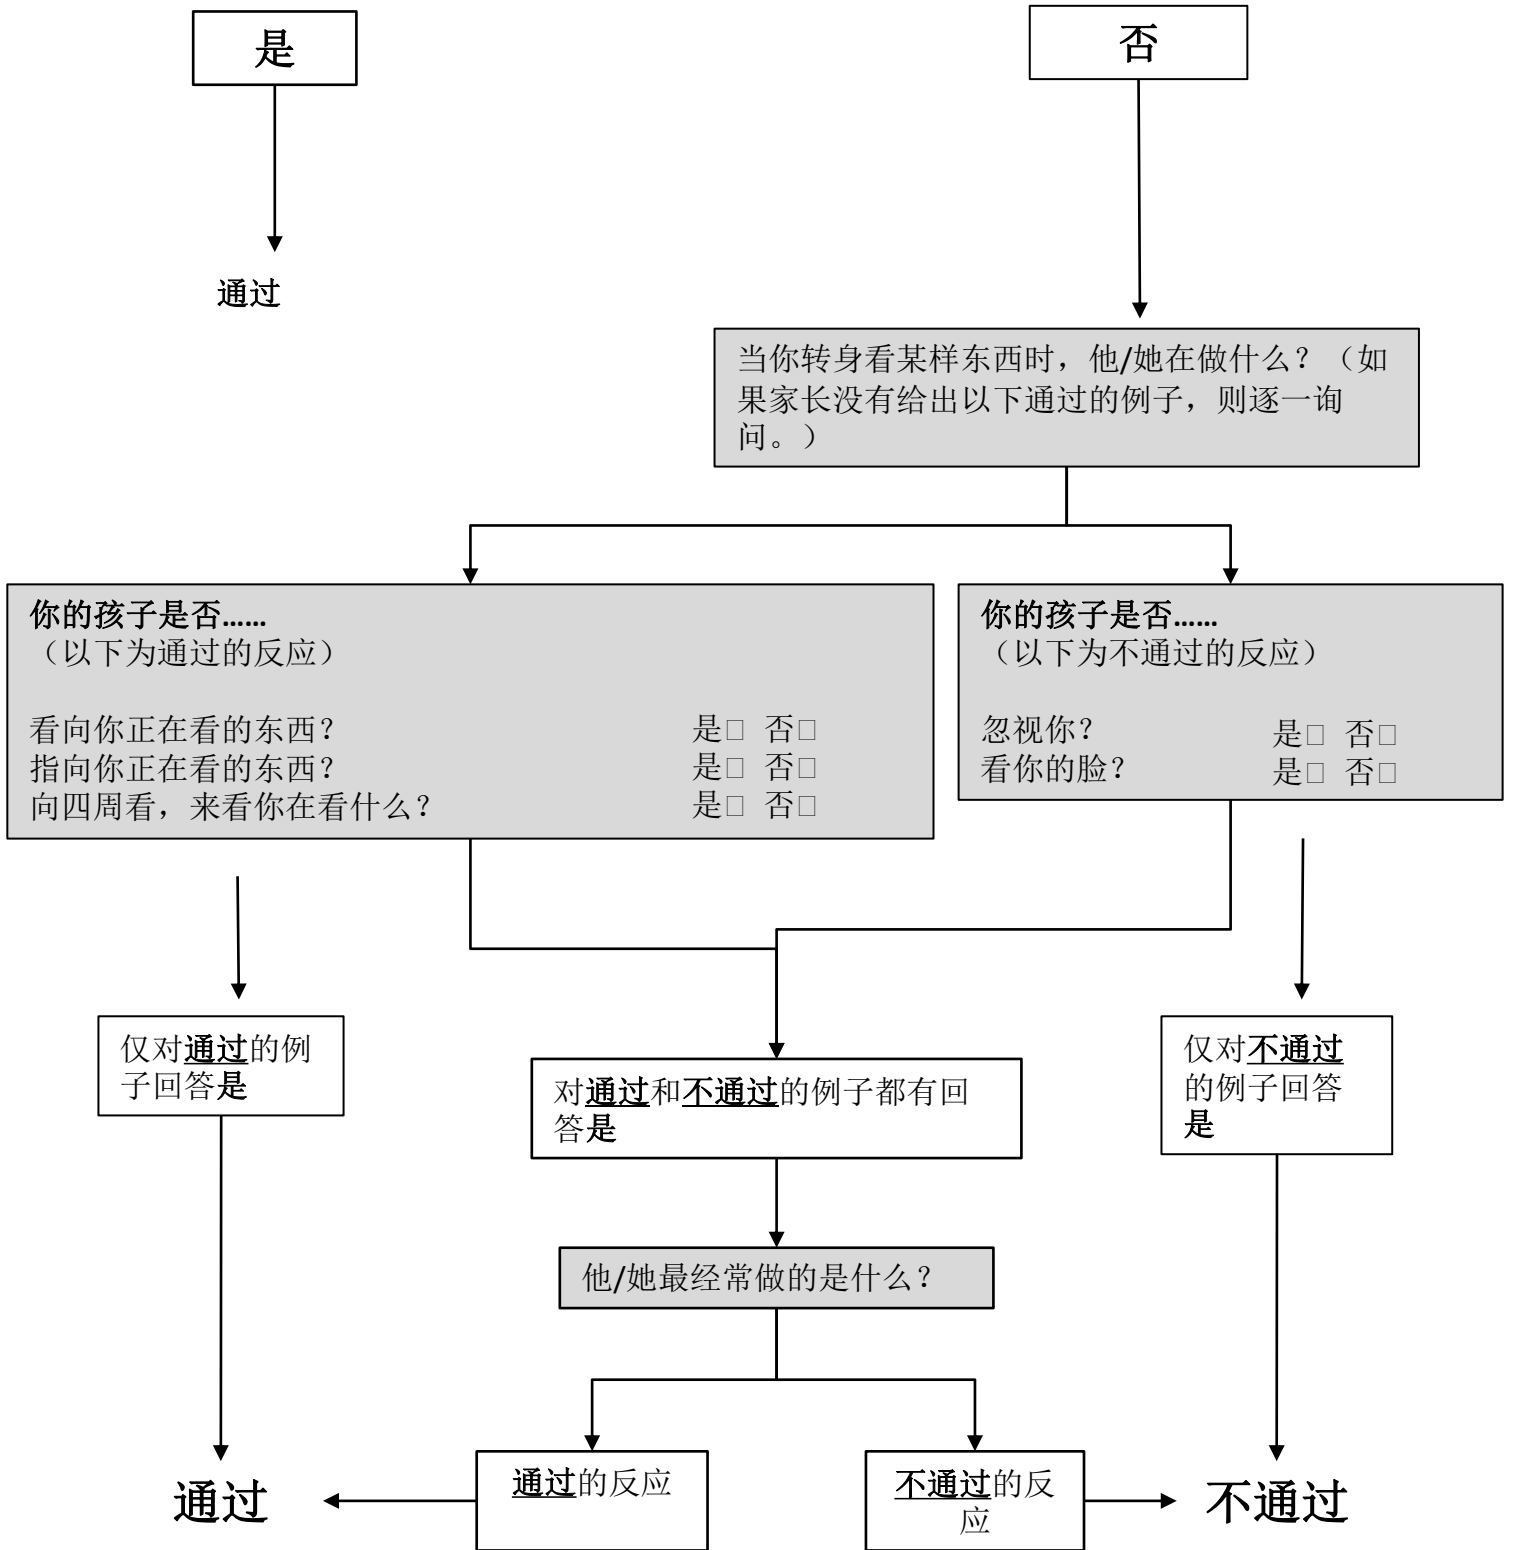 是
否
通过
当你转身看某样东西时，他/她在做什么？（如
果家长没有给出以下通过的例子，则逐一询
问。）
你的孩子是否……
（以下为通过的反应）
看向你正在看的东西？ 是□ 否□
指向你正在看的东西？ 是□ 否□
向四周看，来看你在看什么？ 是□ 否□
你的孩子是否……
（以下为不通过的反应）
忽视你？ 是□ 否□
看你的脸？ 是□ 否□
仅对通过的例
子回答是
对通过和不通过的例子都有回
答是
仅对不通过
的例子回答
是
他/她最经常做的是什么？
通过的反应
不通过的反
应
通过
不通过